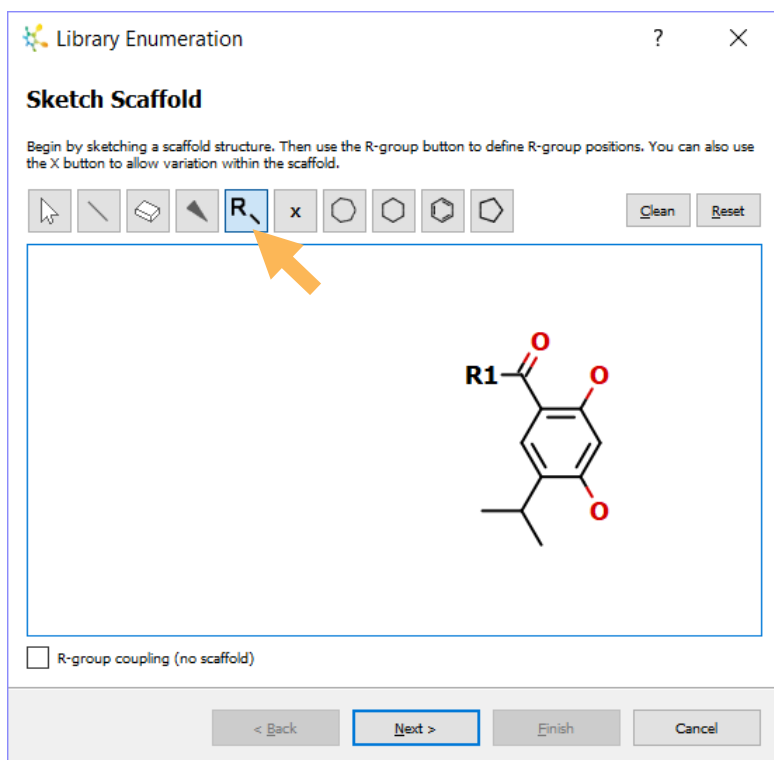 Library Enumeration ?
Sketch Scaffold
Begin by sketching a scaffold structure. Then use the R-group button to define R-group positions. You can also use
the X button to allow variation within the scaffold.
R x Clean Reset
O
R1 O
O
R-group coupling (no scaffold)
< Back Next > Finish Cancel